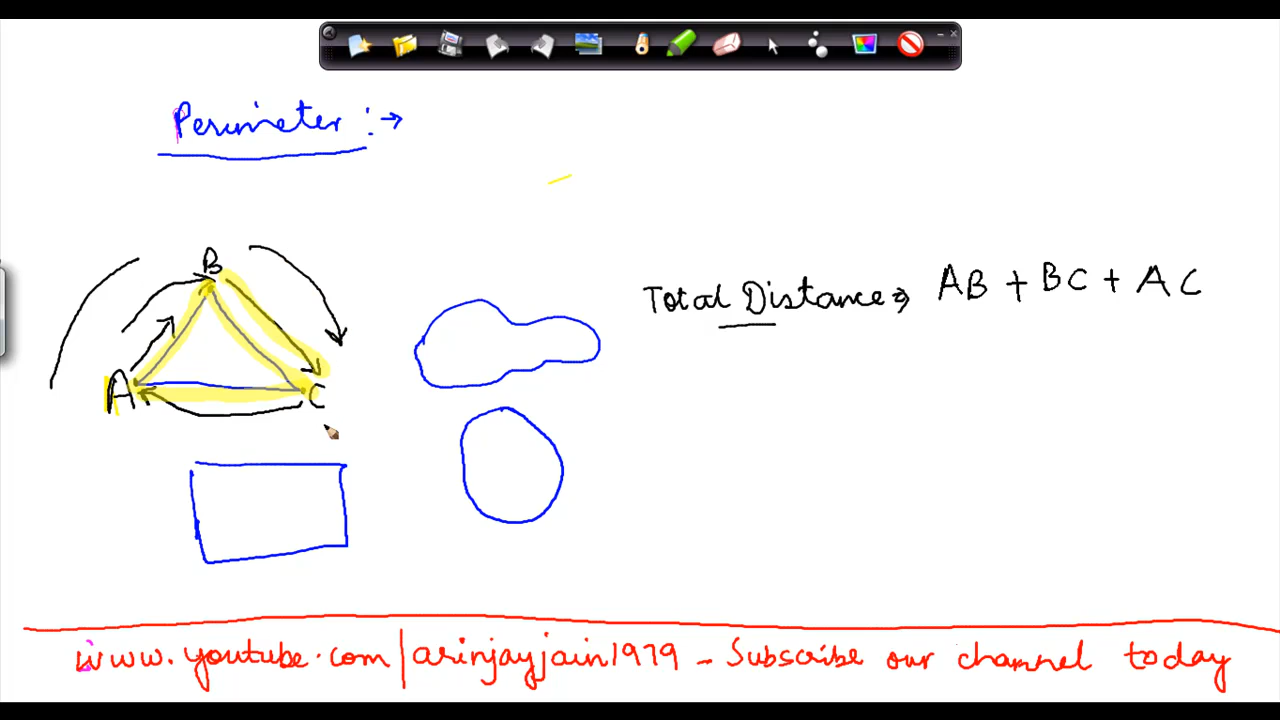 Perimeter :→
B
Total Distance ⇒ AB + BC + AC
A C
www.youtube.com/arinjayjain1979 - Subscribe our channel today